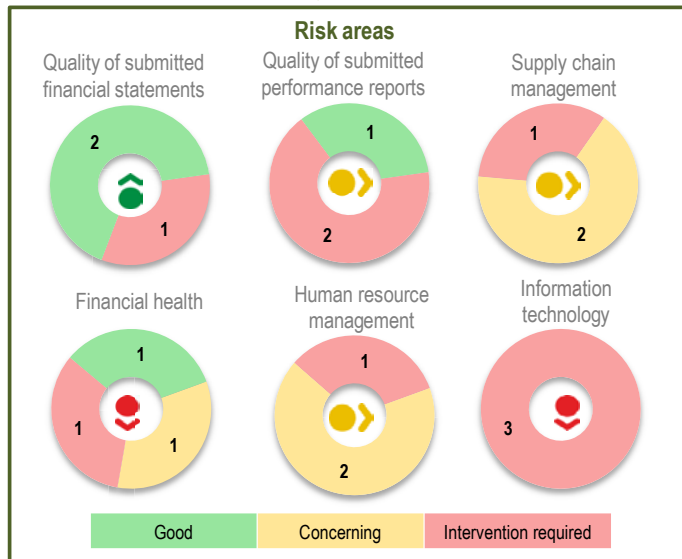 Risk areas
Quality of submitted
financial statements
Quality of submitted
performance reports
Supply chain
management
2
1
1
2
1
2
Financial health
Human resource
management
Information
technology
1
1
1
1
2
3
Good
Concerning
Intervention required